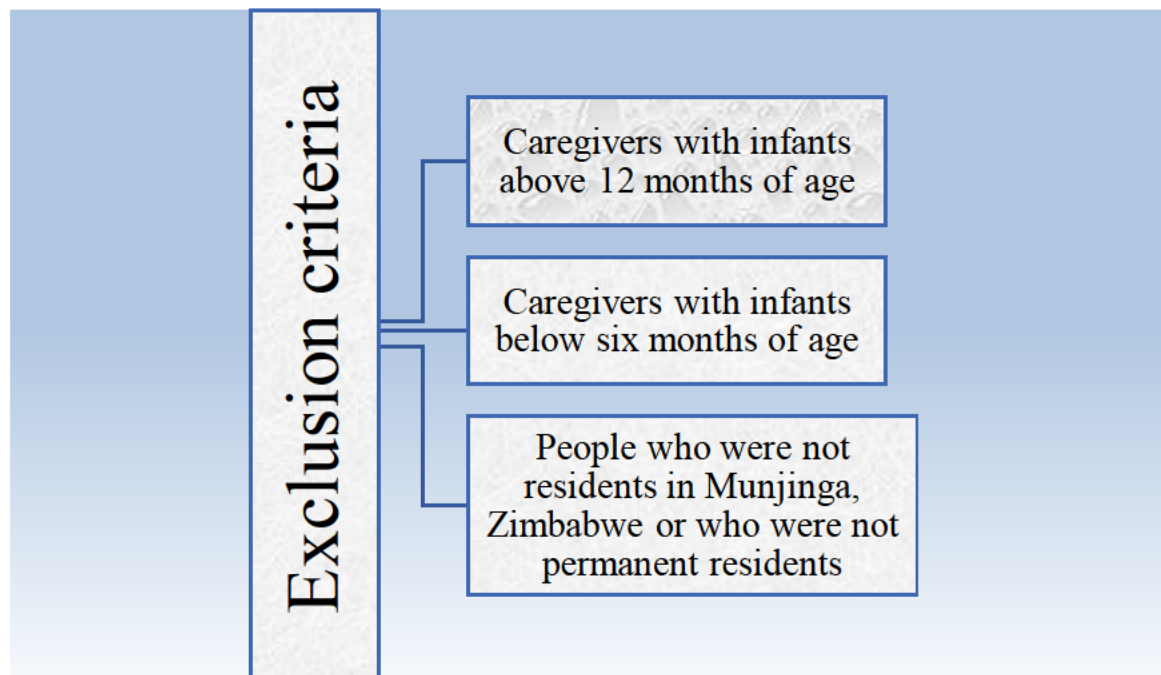 Exclusion criteria
Caregivers with infants
above 12 months of age
Caregivers with infants
below six months of age
People who were not
residents in Munjinga,
Zimbabwe or who were not
permanent residents